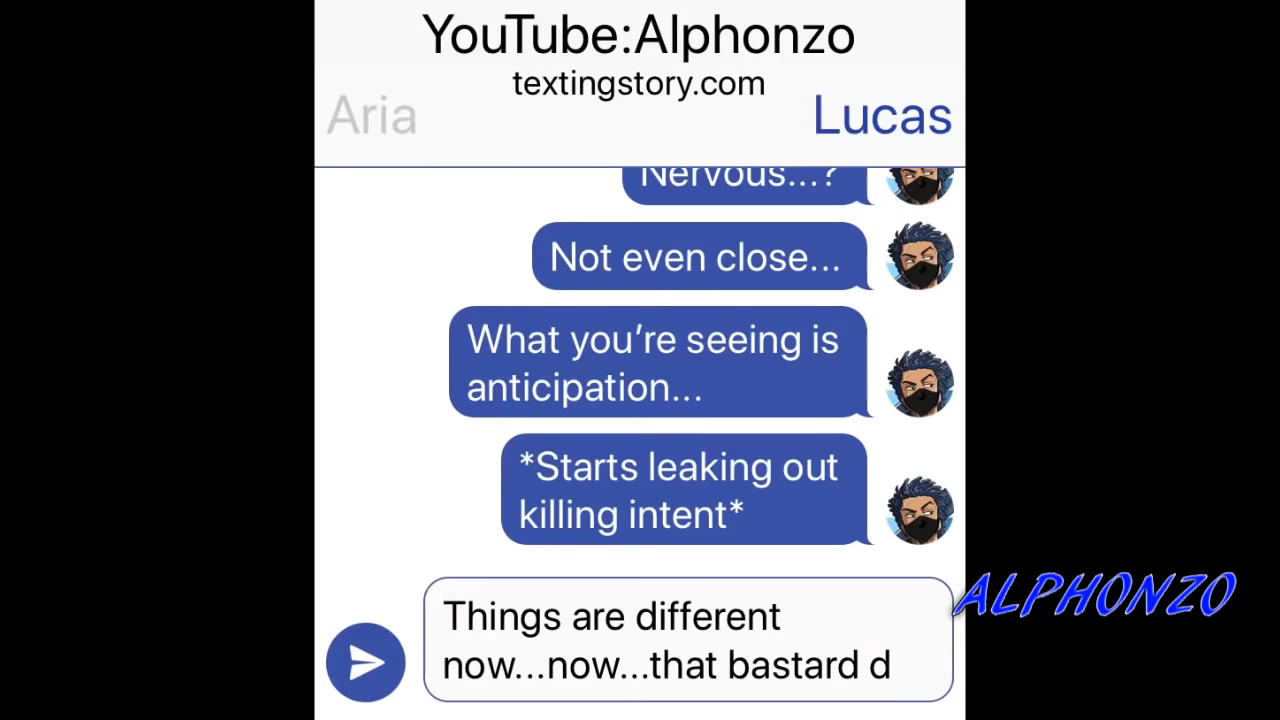 YouTube:Alphonzo
textingstory.com
Aria
Lucas
Nervous...?
Not even close...
What you’re seeing is
anticipation...
*Starts leaking out
killing intent*
Things are different
now...now...that bastard d
ALPHONZO